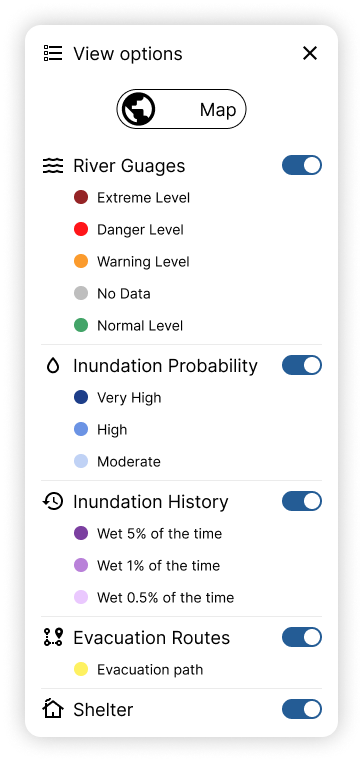 View options
Map
River Guages
Extreme Level
Danger Level
Warning Level
No Data
Normal Level
Inundation Probability
Very High
High
Moderate
Inundation History
Wet 5% of the time
Wet 1% of the time
Wet 0.5% of the time
Evacuation Routes
Evacuation path
Shelter